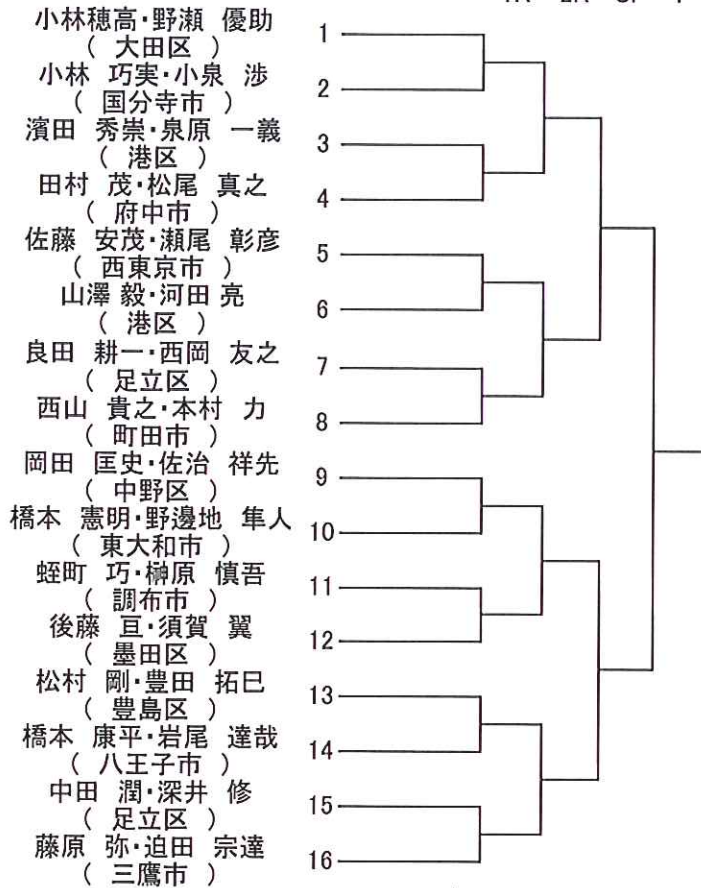 小林穂高・野瀬 優助 1
( 大田区 )
小林 巧実・小泉 渉 2
( 国分寺市 )
濱田 秀崇・泉原 一義 3
( 港区 )
田村 茂・松尾 真之 4
( 府中市 )
佐藤 安茂・瀬尾 彰彦 5
( 西東京市 )
山澤 毅・河田 亮 6
( 港区 )
良田 耕一・西岡 友之 7
( 足立区 )
西山 貴之・本村 力 8
( 町田市 )
岡田 匡史・佐治 祥先 9
( 中野区 )
橋本 憲明・野邊地 隼人 10
( 東大和市 )
蛭町 巧・榊原 慎吾 11
( 調布市 )
後藤 亘・須賀 翼 12
( 墨田区 )
松村 剛・豊田 拓巳 13
( 豊島区 )
橋本 康平・岩尾 達哉 14
( 八王子市 )
中田 潤・深井 修 15
( 足立区 )
藤原 弥・迫田 宗達 16
( 三鷹市 )